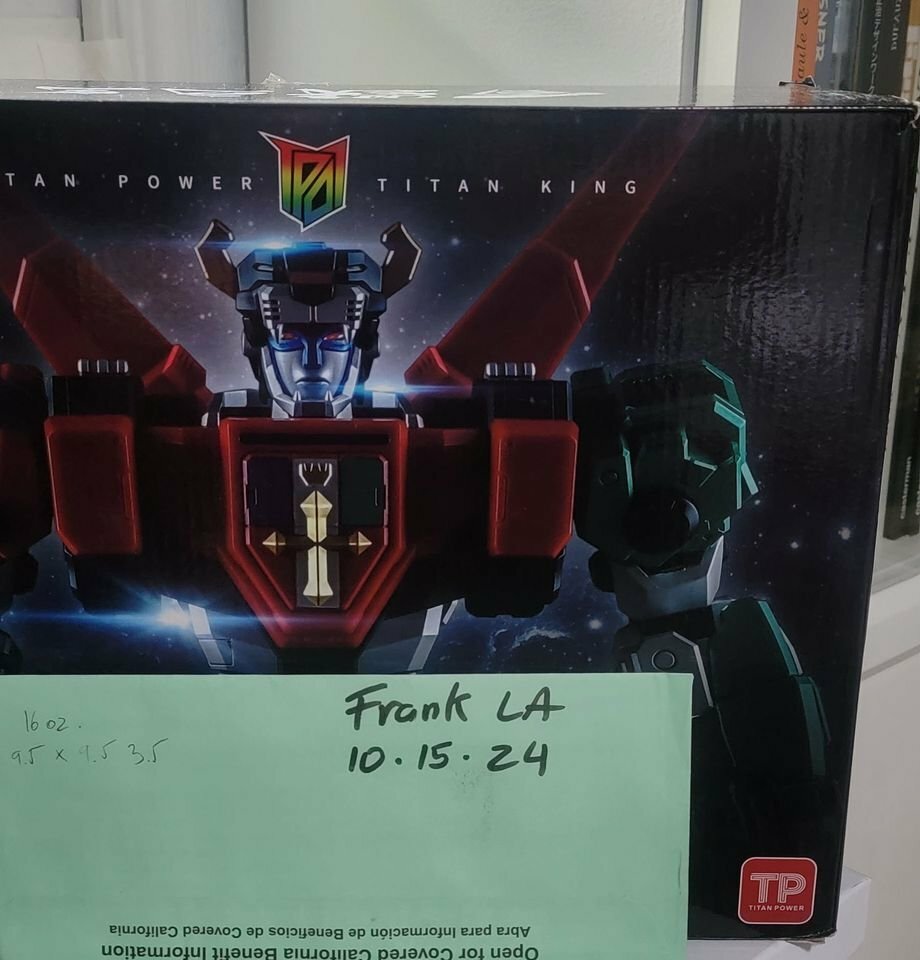 TAN POWER
TITAN KING
Frank LA
10.15.24
16 oz.
9.5 x 9.5 3.5
TP
TITAN POWER
Abra para Información de Beneficios de Covered California
Open for Covered California Benefit Information